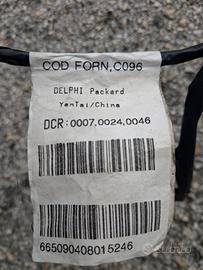 COD FORN,C096
DELPHI Packard
YanTai/China
DCR:0007,0024,0046
665090408015246